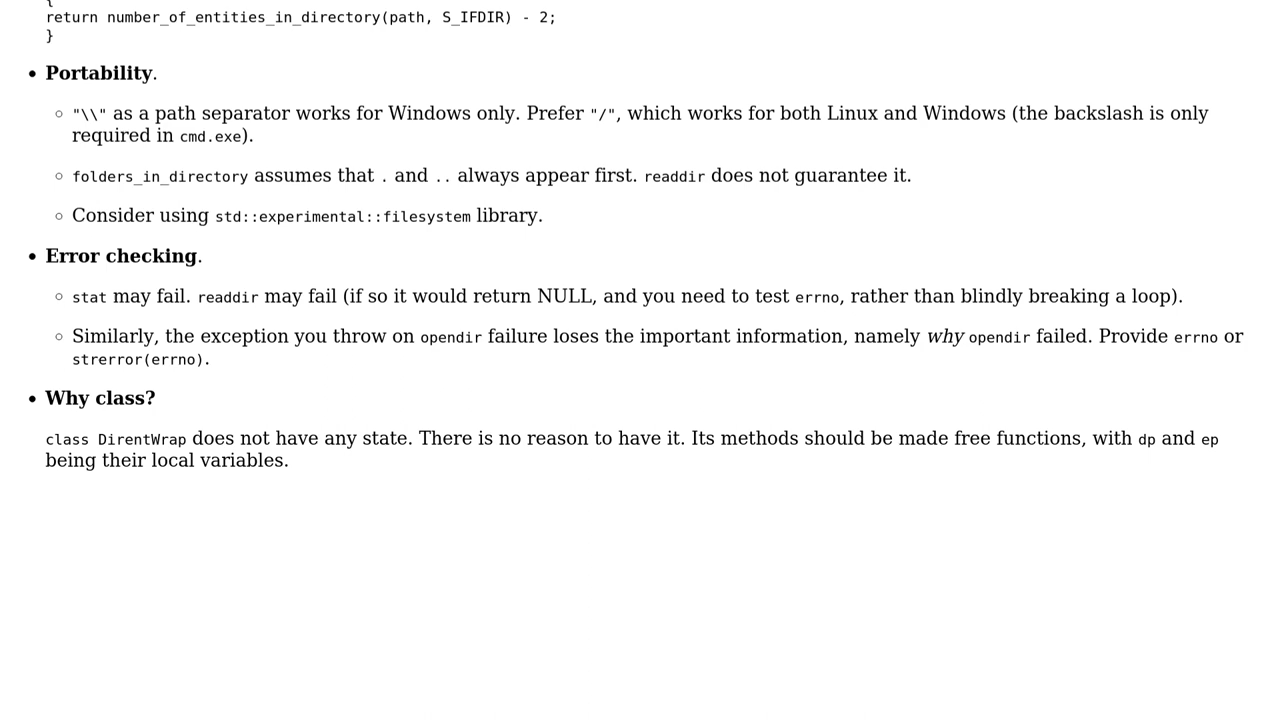 {
return number_of_entities_in_directory(path, S_IFDIR) - 2;
}
• Portability.
◦ "\\" as a path separator works for Windows only. Prefer "/", which works for both Linux and Windows (the backslash is only
required in cmd.exe).
◦ folders_in_directory assumes that . and .. always appear first. readdir does not guarantee it.
◦ Consider using std::experimental::filesystem library.
• Error checking.
◦ stat may fail. readdir may fail (if so it would return NULL, and you need to test errno, rather than blindly breaking a loop).
◦ Similarly, the exception you throw on opendir failure loses the important information, namely why opendir failed. Provide errno or
strerror(errno).
• Why class?
class DirentWrap does not have any state. There is no reason to have it. Its methods should be made free functions, with dp and ep
being their local variables.